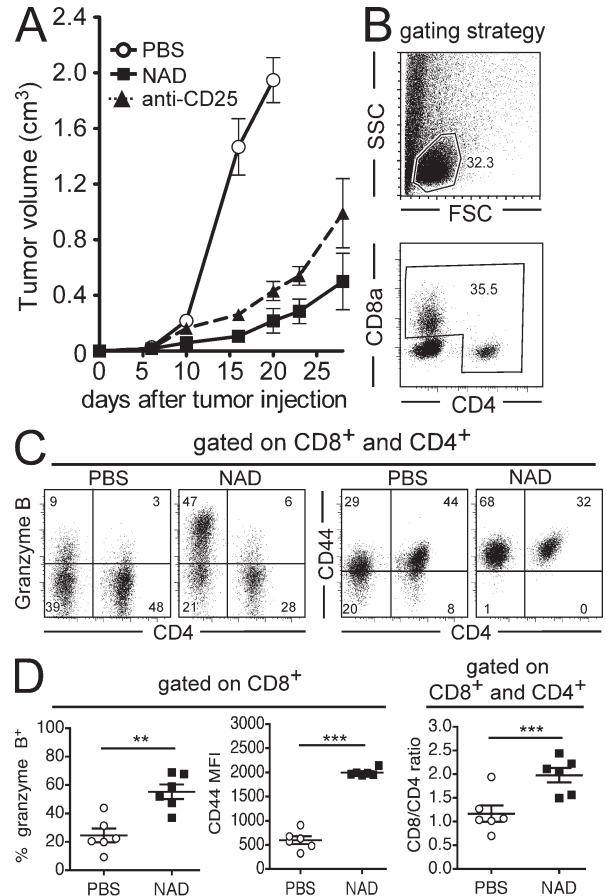 A
Tumor volume (cm³)
2.4
2.0
1.6
1.2
0.8
0.4
0
PBS
NAD
anti-CD25
0 5 10 15 20 25
days after tumor injection
B
gating strategy
SSC
32.3
FSC
CD8a
35.5
CD4
C
gated on CD8⁺ and CD4⁺
PBS NAD PBS NAD
Granzyme B
9 3 47 6
39 48 21 28
CD4
CD44
29 44 68 32
20 8 1 0
CD4
D
gated on CD8⁺
% granzyme B⁺
100
80
60
40
20
0
**
PBS NAD
CD44 MFI
3000
2500
2000
1500
1000
500
0
***
PBS NAD
gated on
CD8⁺ and CD4⁺
CD8/CD4 ratio
3.0
2.5
2.0
1.5
1.0
0.5
0.0
***
PBS NAD